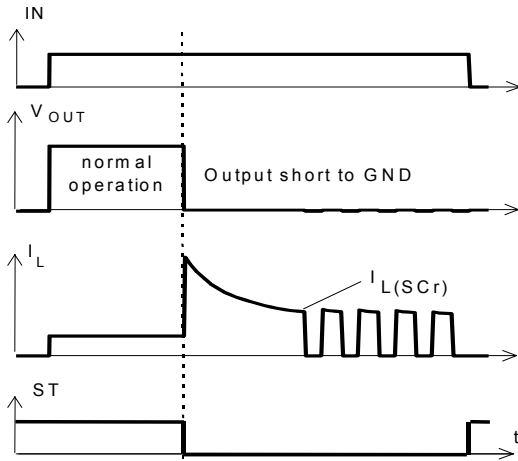 IN
V OUT
normal
operation
Output short to GND
I L
I L(SCr)
ST
t